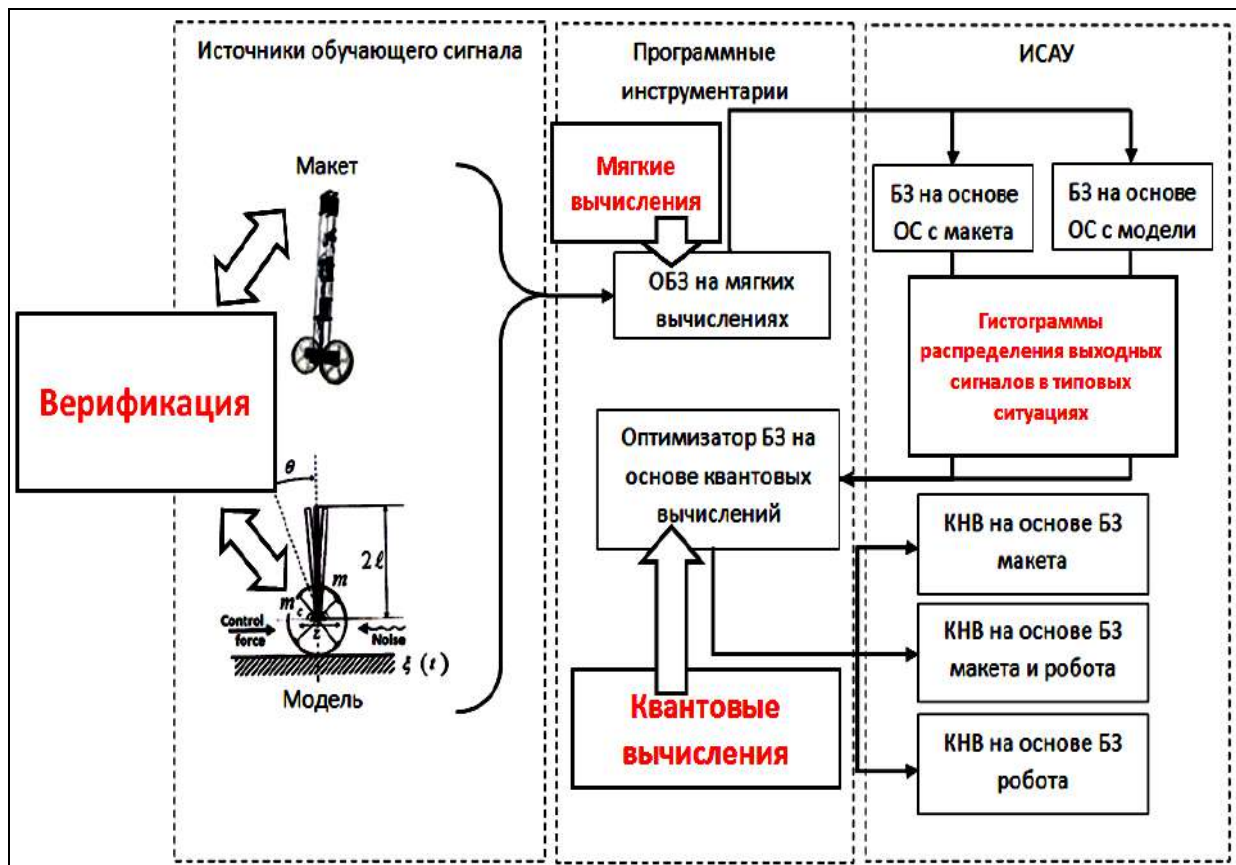 Источники обучающего сигнала
Макет
Верификация
θ
2ℓ
m
m c
z
Control
force
Noise
ξ (t)
Модель
Программные
инструментарии
Мягкие
вычисления
ОБЗ на мягких
вычислениях
Оптимизатор БЗ на
основе квантовых
вычислений
Квантовые
вычисления
ИСАУ
БЗ на основе
ОС с макета
БЗ на основе
ОС с модели
Гистограммы
распределения выходных
сигналов в типовых
ситуациях
КНВ на основе БЗ
макета
КНВ на основе БЗ
макета и робота
КНВ на основе БЗ
робота